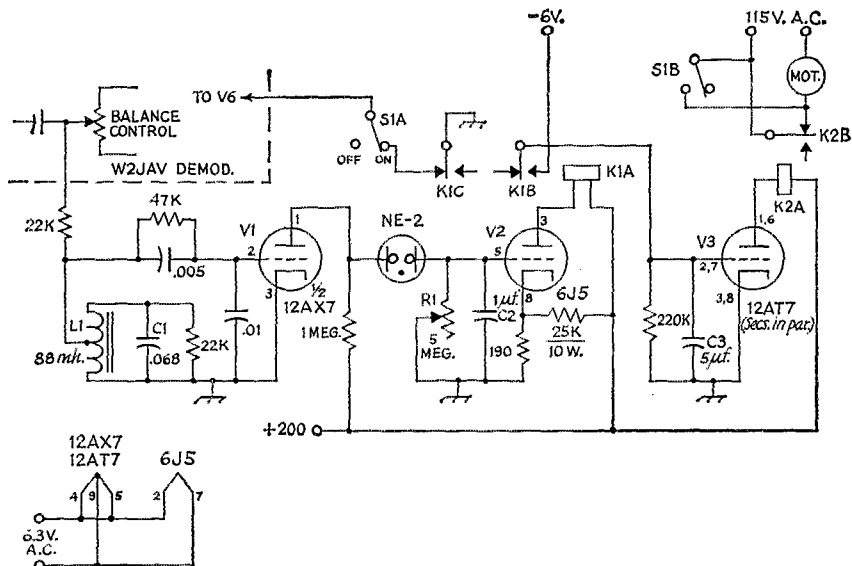 -6V.
115V. A.C.
S1B
MOT.
TO V6
S1A
BALANCE
CONTROL
OFF
ON
K2B
W2JAV DEMOD.
K1C
K1B
K1A
K2A
47K
22K
V1
1
NE-2
V2
3
1,6
V3
.005
2
5
2,7
3
1/2
12AX7
8
6J5
3,8
12AT7
(Secs. in par.)
L1
C1
.068
22K
.01
1 MEG.
R1
5
MEG.
1µf.
C2
25K
10 W.
190
220K
C3
5µf.
88mh.
+200
12AX7
12AT7
6J5
4
9
5
2
7
6.3V.
A.C.